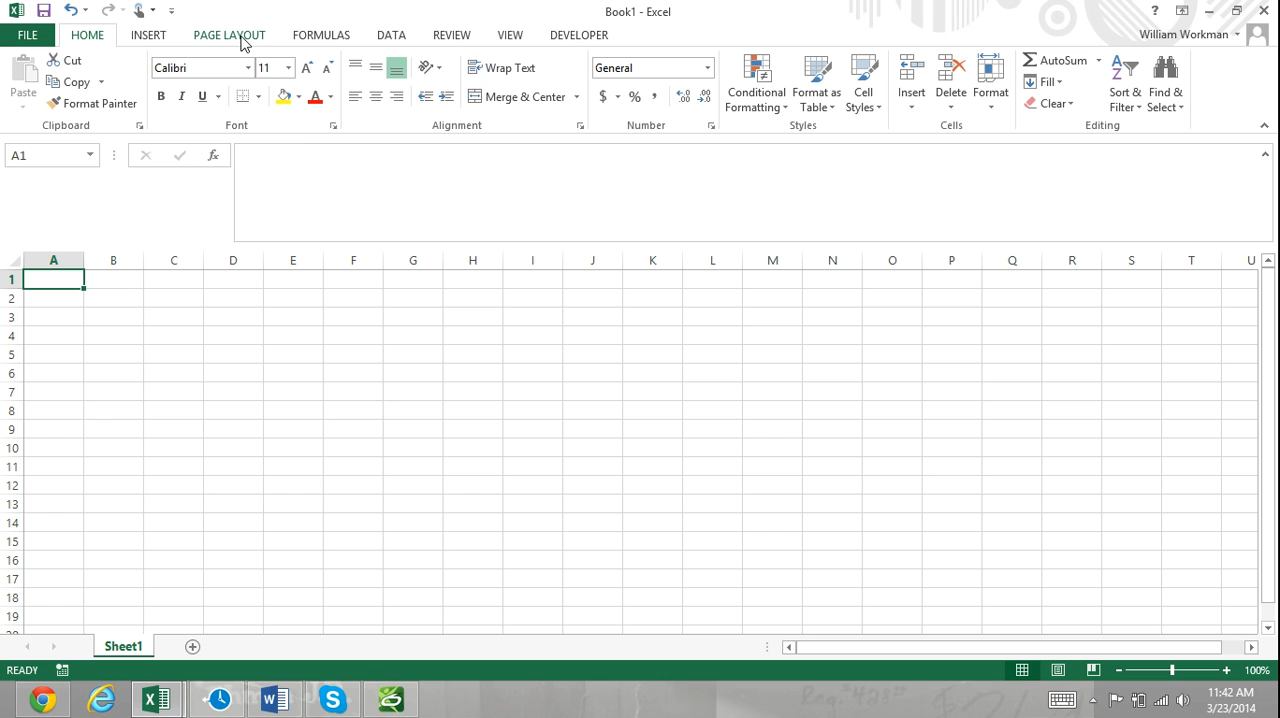 Book1 - Excel
FILE HOME INSERT PAGE LAYOUT FORMULAS DATA REVIEW VIEW DEVELOPER William Workman
Paste Cut Copy Format Painter
Clipboard
Calibri 11
B I U A
Font
Wrap Text
Merge & Center
Alignment
General
$ % ,
Number
Conditional Formatting
Format as Table
Cell Styles
Styles
Insert Delete Format
Cells
AutoSum
Fill
Clear
Sort & Filter
Find & Select
Editing
A1 fx
A B C D E F G H I J K L M N O P Q R S T U
1
2
3
4
5
6
7
8
9
10
11
12
13
14
15
16
17
18
19
Sheet1
READY 100%
11:42 AM
3/23/2014